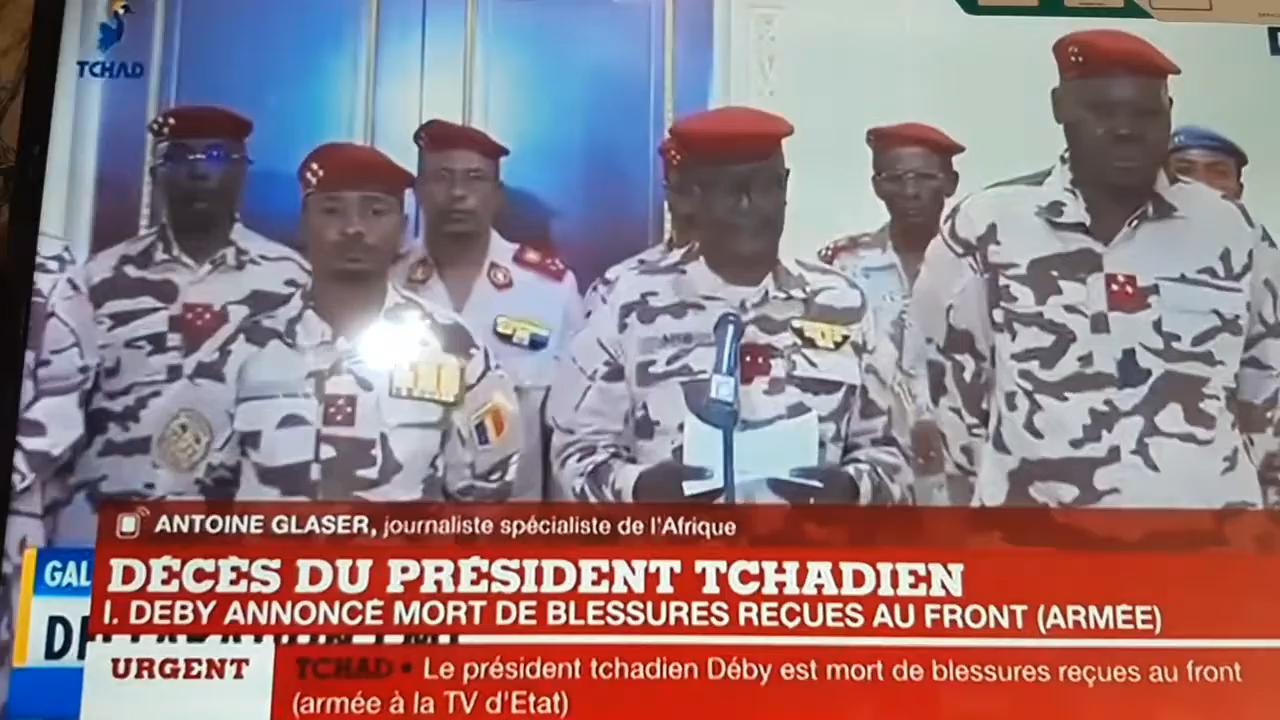 TCHAD
ANTOINE GLASER, journaliste spécialiste de l'Afrique
GAL
DÉCÈS DU PRÉSIDENT TCHADIEN
I. DEBY ANNONCÉ MORT DE BLESSURES REÇUES AU FRONT (ARMÉE)
URGENT
TCHAD • Le président tchadien Déby est mort de blessures reçues au front
(armée à la TV d'Etat)